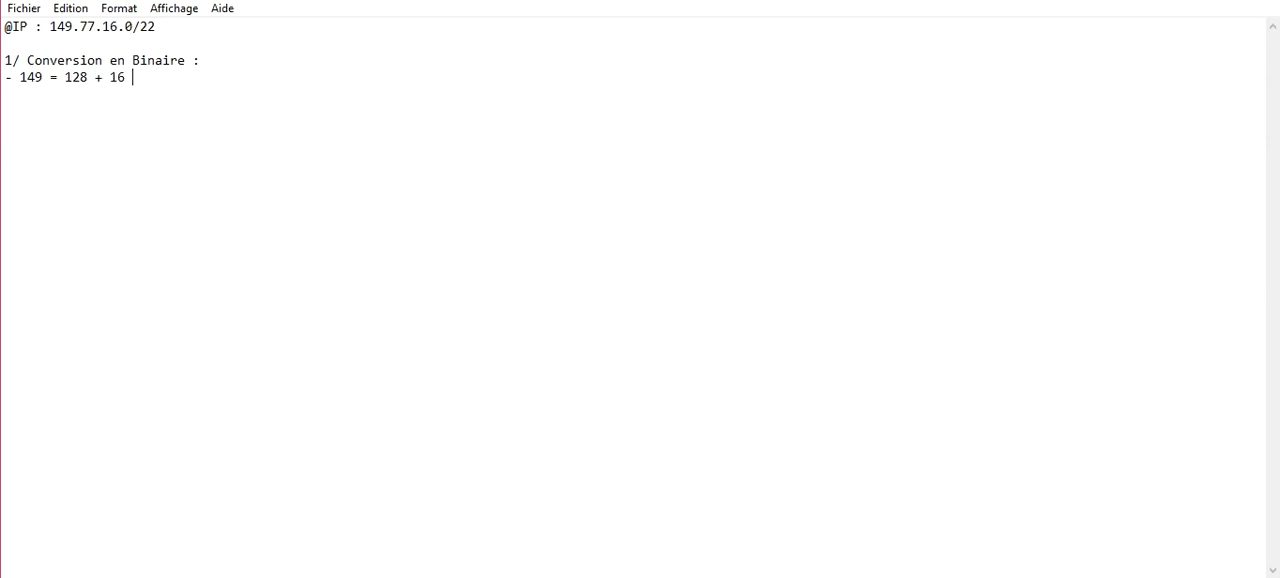 Fichier Edition Format Affichage Aide
@IP : 149.77.16.0/22
1/ Conversion en Binaire :
- 149 = 128 + 16